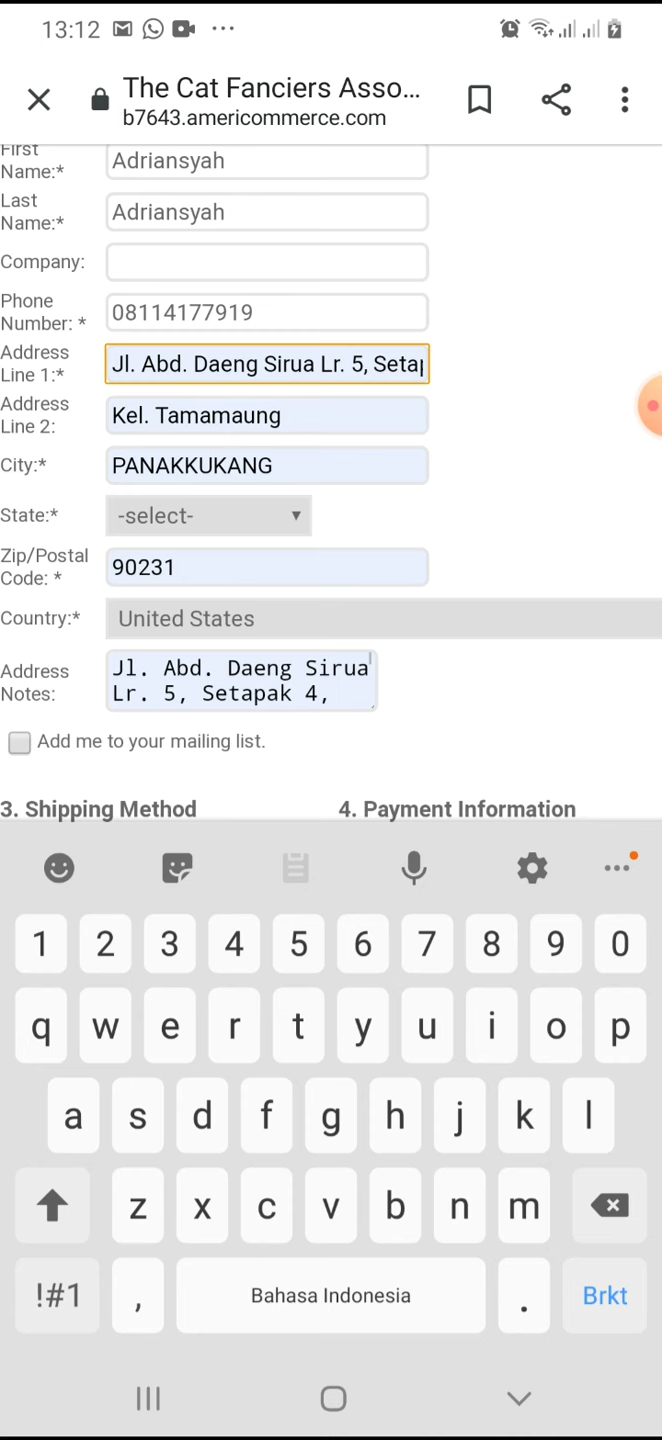 13:12
The Cat Fanciers Asso...
b7643.americommerce.com
First
Name:* Adriansyah
Last
Name:* Adriansyah
Company:
Phone
Number: * 08114177919
Address
Line 1:* Jl. Abd. Daeng Sirua Lr. 5, Setap
Address
Line 2: Kel. Tamamaung
City:* PANAKKUKANG
State:* -select-
Zip/Postal
Code: * 90231
Country:* United States
Address
Notes:
Jl. Abd. Daeng Sirua
Lr. 5, Setapak 4,
Add me to your mailing list.
3. Shipping Method 4. Payment Information
1 2 3 4 5 6 7 8 9 0
q w e r t y u i o p
a s d f g h j k l
z x c v b n m
!#1 , Bahasa Indonesia . Brkt